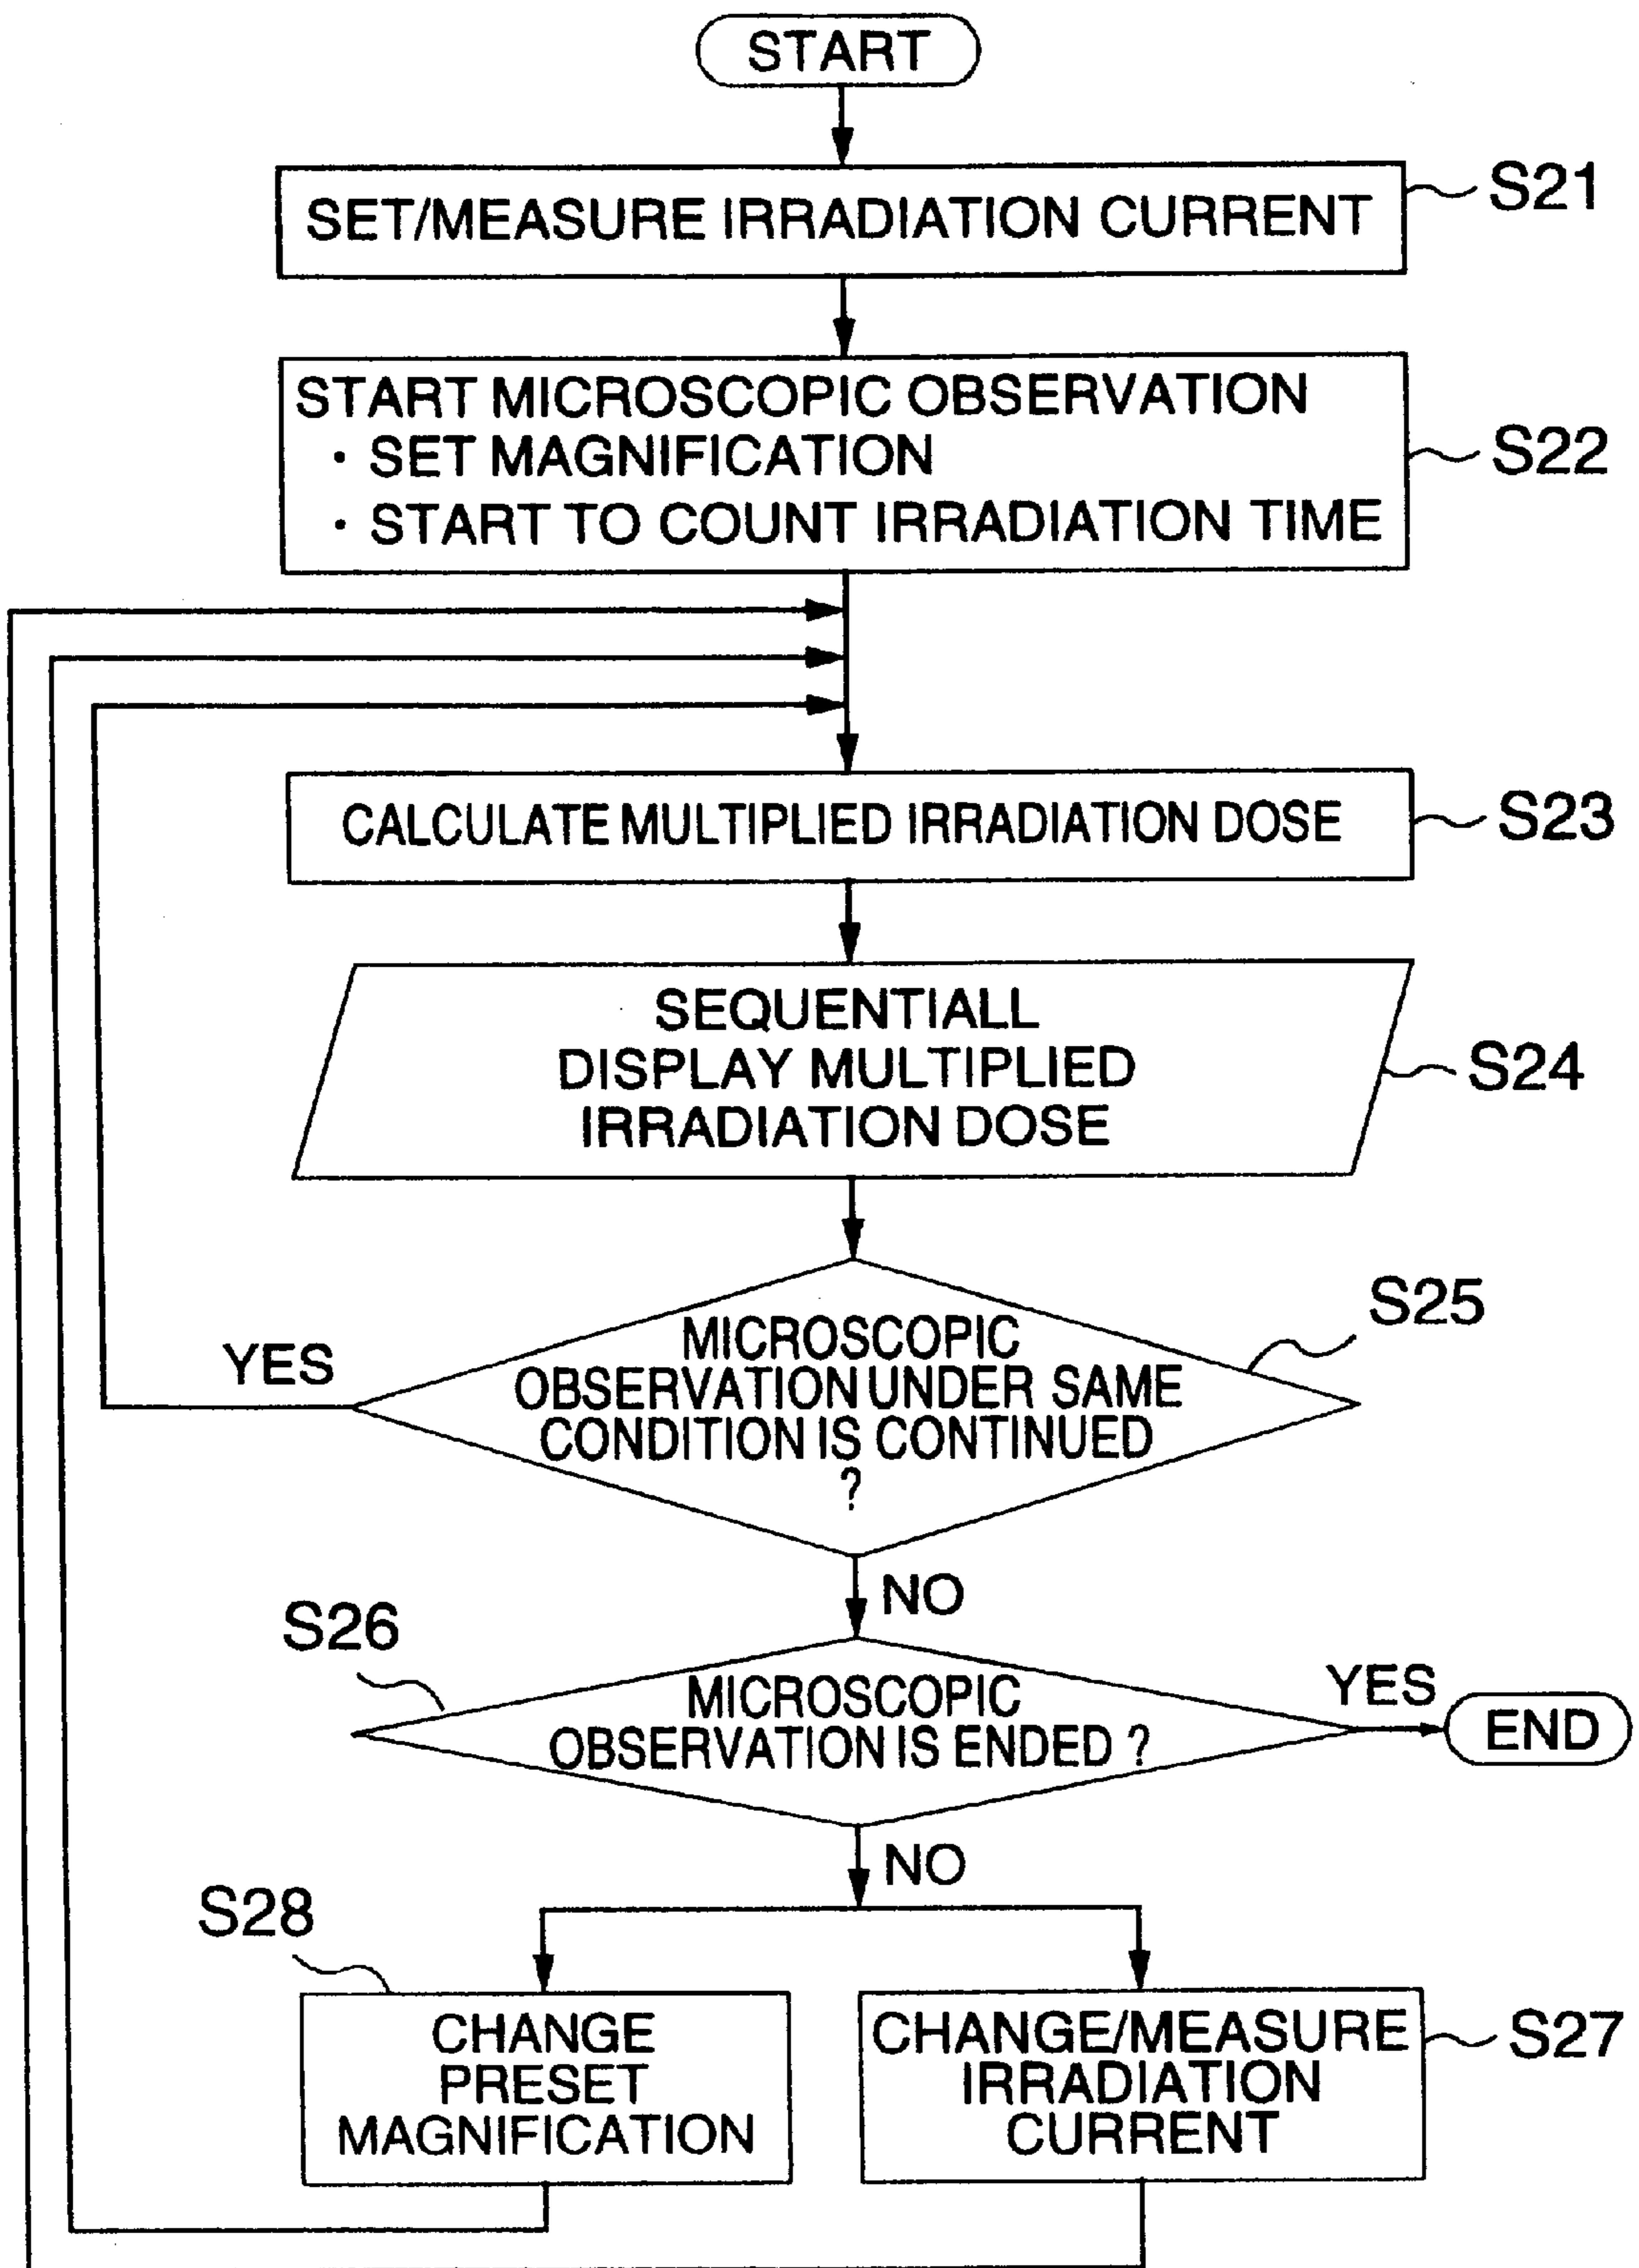 START
SET/MEASURE IRRADIATION CURRENT
S21
START MICROSCOPIC OBSERVATION
· SET MAGNIFICATION
· START TO COUNT IRRADIATION TIME
S22
CALCULATE MULTIPLIED IRRADIATION DOSE
S23
SEQUENTIALL
DISPLAY MULTIPLIED
IRRADIATION DOSE
S24
S25
MICROSCOPIC
OBSERVATION UNDER SAME
CONDITION IS CONTINUED
?
YES
NO
S26
MICROSCOPIC
OBSERVATION IS ENDED ?
YES
END
NO
S28
CHANGE
PRESET
MAGNIFICATION
CHANGE/MEASURE
IRRADIATION
CURRENT
S27